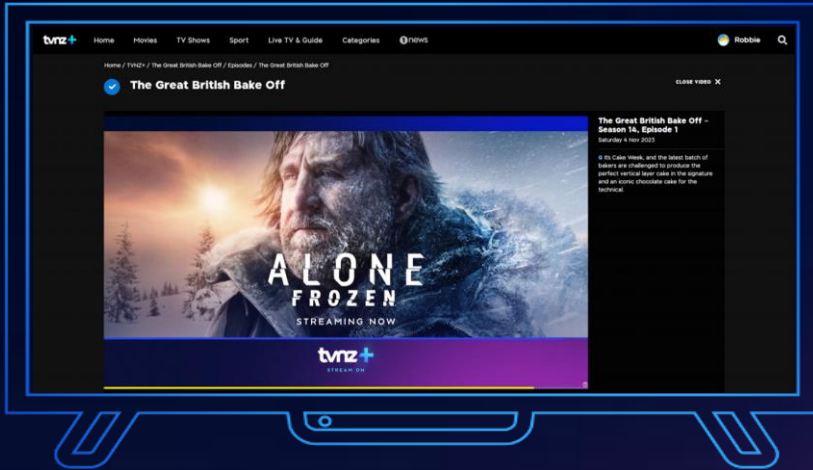 tvnz+ Home Movies TV Shows Sport Live TV & Guide Categories 1news Robbie
Home / TVNZ+ / The Great British Bake Off / Episodes / The Great British Bake Off
The Great British Bake Off
CLOSE VIDEO X
ALONE
FROZEN
STREAMING NOW
tvnz+
STREAM ON
The Great British Bake Off –
Season 14, Episode 1
Saturday 4 Nov 2023
G It's Cake Week, and the latest batch of
bakers are challenged to produce the
perfect vertical layer cake in the signature
and an iconic chocolate cake for the
technical.